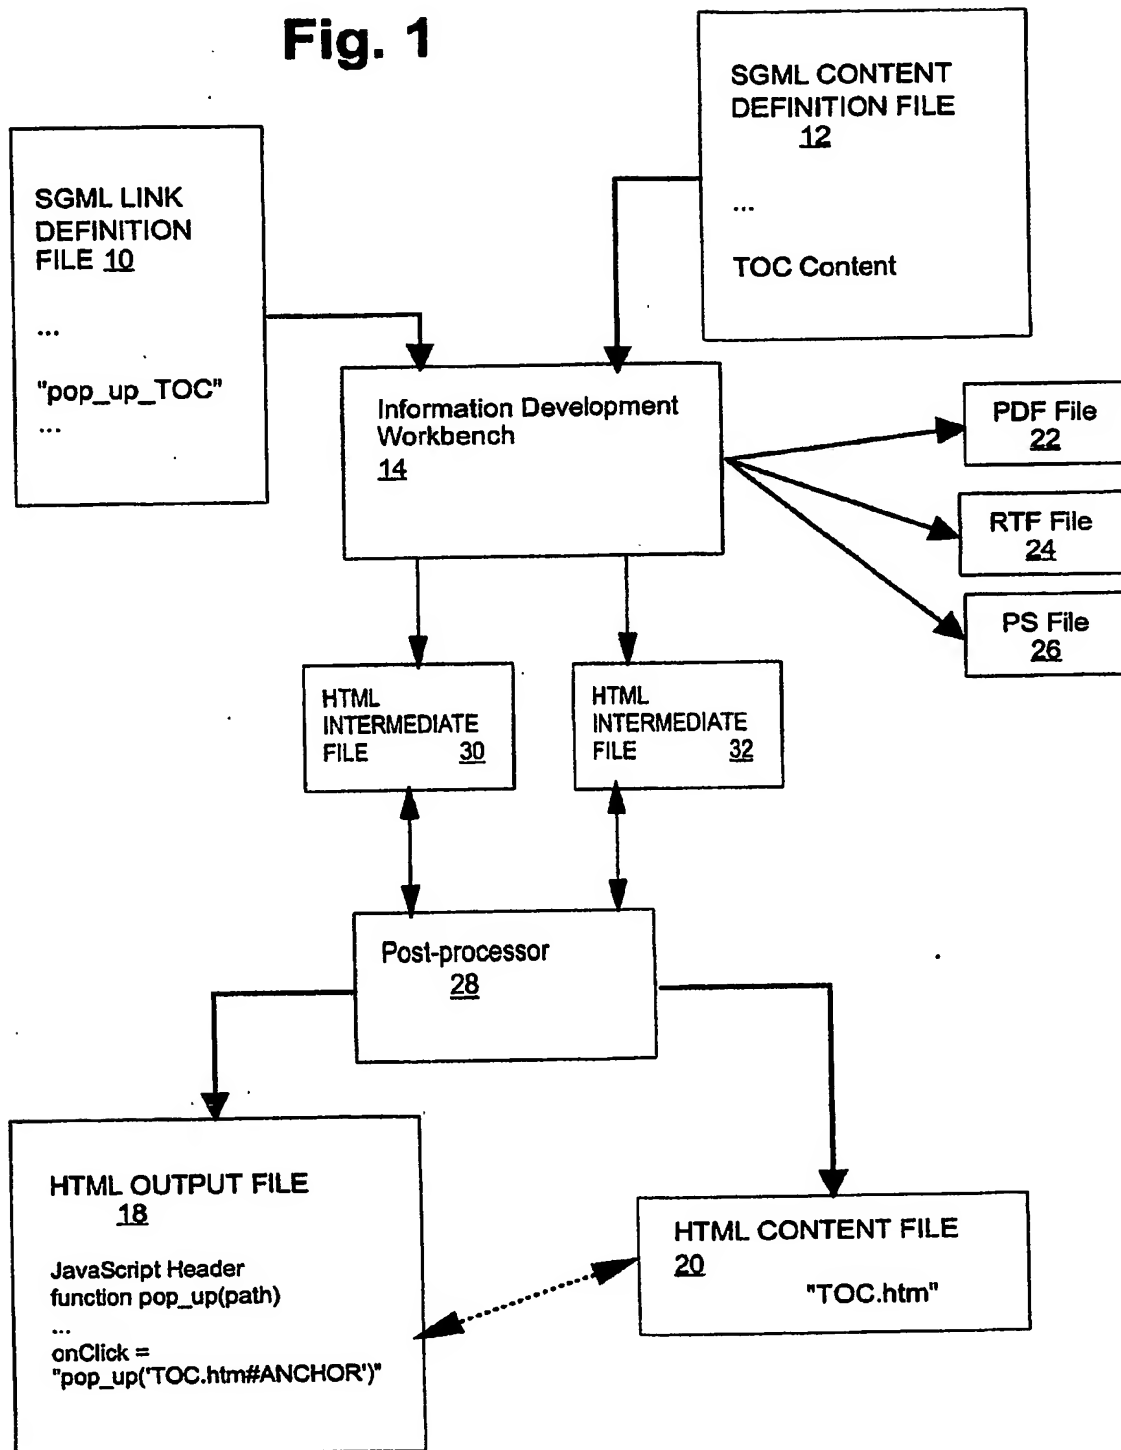 Fig. 1
SGML LINK
DEFINITION
FILE 10
...
"pop_up_TOC"
...
SGML CONTENT
DEFINITION FILE
12
...
TOC Content
Information Development
Workbench
14
PDF File
22
RTF File
24
PS File
26
HTML
INTERMEDIATE
FILE 30
HTML
INTERMEDIATE
FILE 32
Post-processor
28
HTML OUTPUT FILE
18
JavaScript Header
function pop_up(path)
...
onClick =
"pop_up('TOC.htm#ANCHOR')"
HTML CONTENT FILE
20
"TOC.htm"